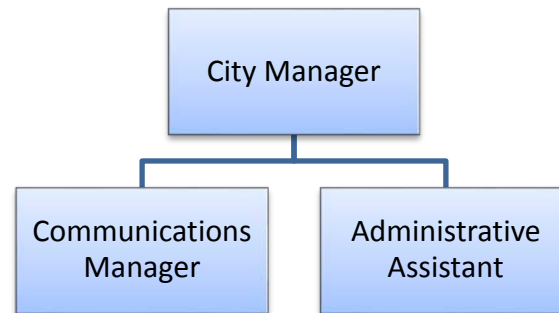 City Manager
Communications
Manager
Administrative
Assistant